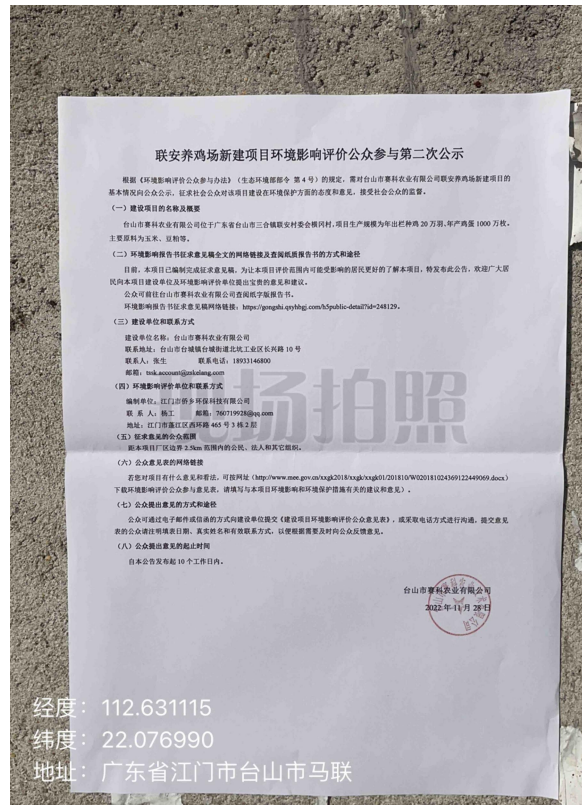 联安养鸡场新建项目环境影响评价公众参与第二次公示
根据《环境影响评价公众参与办法》（生态环境部部令 第4号）的规定，需对台山市赛科农业有限公司联安养鸡场新建项目的
基本情况向公众公示，征求社会公众对该项目建设在环境保护方面的态度和意见，接受社会公众的监督。
（一）建设项目的名称及概要
台山市赛科农业有限公司位于广东省台山市三合镇联安村委会根冈村，项目生产规模为年出栏种鸡20万羽、年产鸡蛋1000万枚。
主要原料为玉米、豆粕等。
（二）环境影响报告书征求意见稿全文的网络链接及查阅纸质报告书的方式和途径
目前，本项目已编制完成征求意见稿，为让本项目评价范围内可能受影响的居民更好的了解本项目，特发布此公告，欢迎广大居
民向本项目建设单位及环境影响评价单位提出宝贵的意见和建议。
公众可前往台山市赛科农业有限公司查阅纸字版报告书。
环境影响报告书征求意见稿网络链接：https://gongshi.qsyhbgj.com/h5public-detail?id=248129。
（三）建设单位和联系方式
建设单位名称：台山市赛科农业有限公司
联系地址：台山市台城镇台城街道北坑工业区长兴路10号
联系人：张生 联系电话：18933146800
邮箱：tnk.account@zskelang.com
（四）环境影响评价单位和联系方式
编制单位：江门市侨乡环保科技有限公司
联 系 人：杨工 邮箱：760719928@qq.com
地址：江门市蓬江区西环路465号3栋2层
（五）征求意见的公众范围
距本项目厂区边界2.5km范围内的公民、法人和其它组织。
（六）公众意见表的网络链接
若您对项目有什么意见和看法，可按网址（http://www.mee.gov.cn/xxgk2018/xxgk/xxgk01/201810/W020181024369122449069.docx）
下载环境影响评价公众参与意见表，请填写与本项目环境影响和环境保护措施有关的建议和意见）。
（七）公众提出意见的方式和途径
公众可通过电子邮件或信函的方式向建设单位提交《建设项目环境影响评价公众意见表》，或采取电话方式进行沟通，提交意见
表的公众请注明填表日期、真实姓名和有效联系方式，以便根据需要及时向公众反馈意见。
（八）公众提出意见的起止时间
自本公告发布起10个工作日内。
台山市赛科农业有限公司
2022年11月28日
现场拍照
经度：112.631115
纬度：22.076990
地址：广东省江门市台山市马联